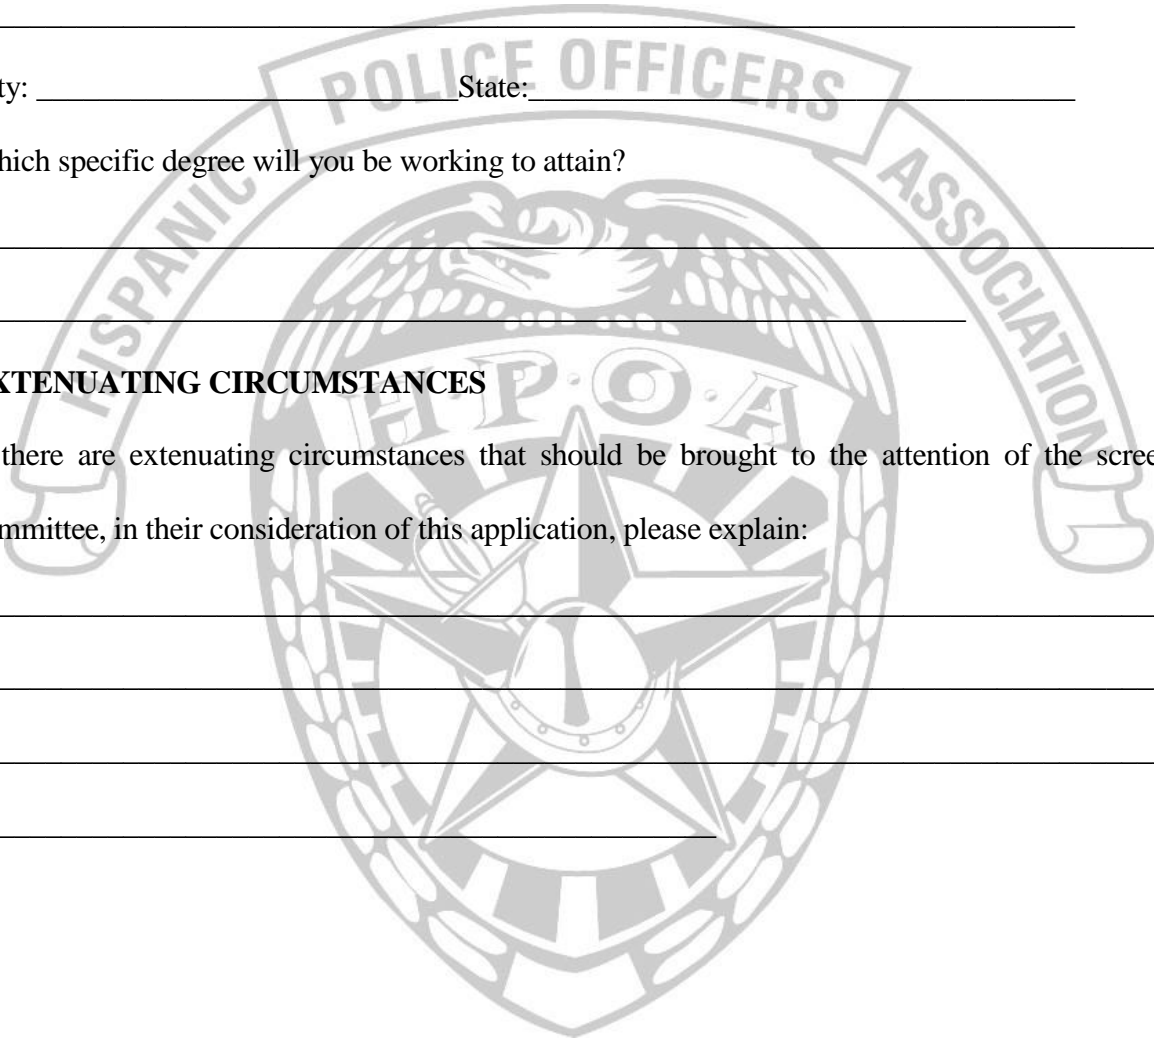 ty: ___________________________State:___________________________________
hich specific degree will you be working to attain?
XTENUATING CIRCUMSTANCES
there are extenuating circumstances that should be brought to the attention of the scree
mmittee, in their consideration of this application, please explain:
HISPANIC POLICE OFFICERS ASSOCIATION
H·P·O·A